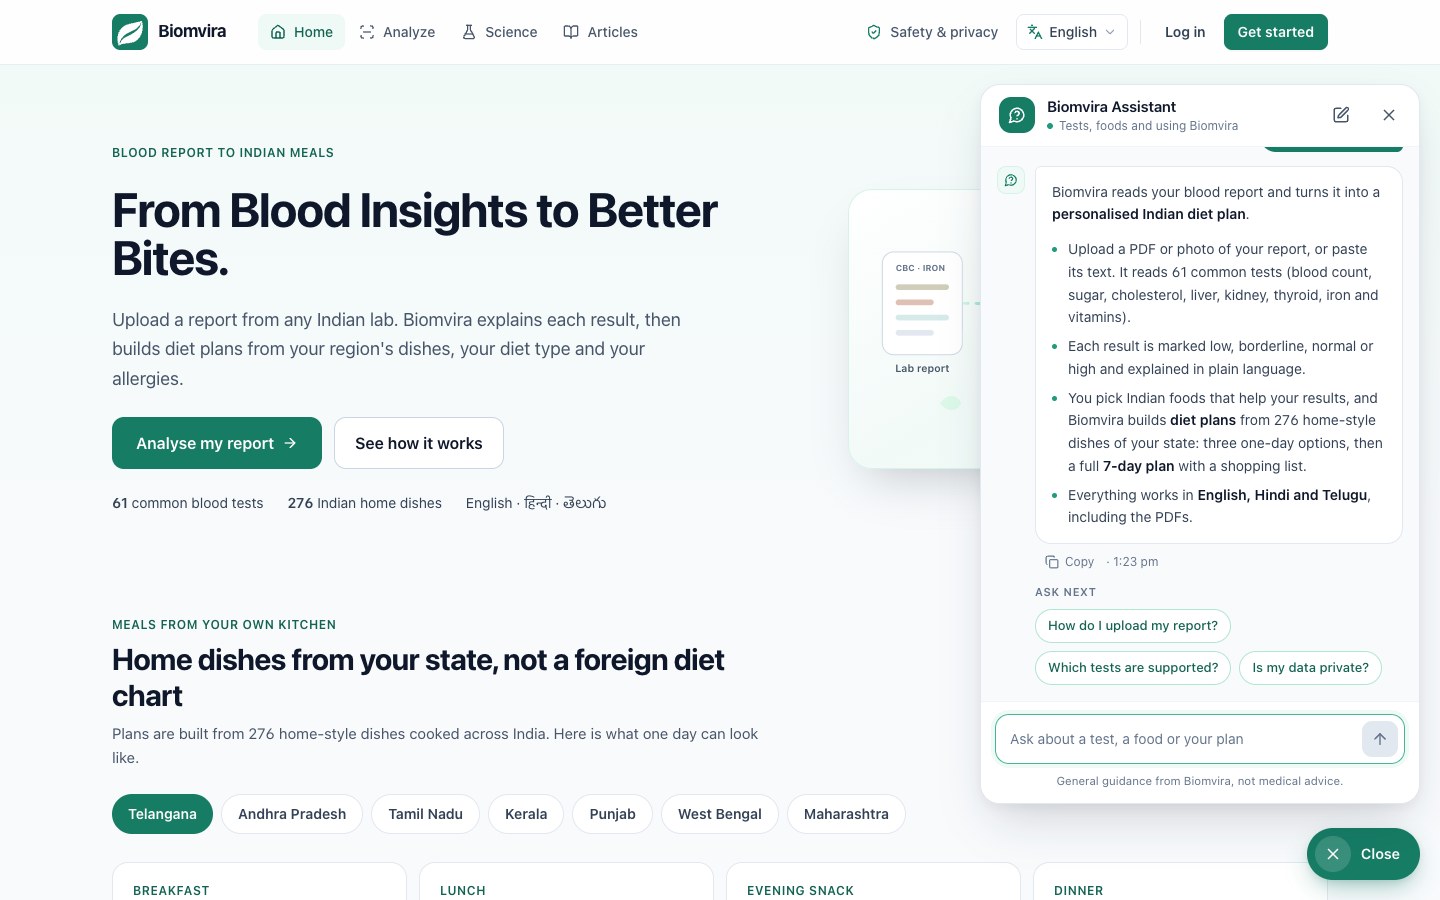 Biomvira
Home
Analyze
Science
Articles
Safety & privacy
English
Log in
Get started
BLOOD REPORT TO INDIAN MEALS
From Blood Insights to Better
Bites.
Upload a report from any Indian lab. Biomvira explains each result, then
builds diet plans from your region's dishes, your diet type and your
allergies.
Analyse my report
See how it works
61 common blood tests
276 Indian home dishes
English · हिन्दी · తెలుగు
CBC · IRON
Lab report
MEALS FROM YOUR OWN KITCHEN
Home dishes from your state, not a foreign diet
chart
Plans are built from 276 home-style dishes cooked across India. Here is what one day can look
like.
Telangana
Andhra Pradesh
Tamil Nadu
Kerala
Punjab
West Bengal
Maharashtra
BREAKFAST
LUNCH
EVENING SNACK
DINNER
Biomvira Assistant
Tests, foods and using Biomvira
Biomvira reads your blood report and turns it into a
personalised Indian diet plan.
Upload a PDF or photo of your report, or paste
its text. It reads 61 common tests (blood count,
sugar, cholesterol, liver, kidney, thyroid, iron and
vitamins).
Each result is marked low, borderline, normal or
high and explained in plain language.
You pick Indian foods that help your results, and
Biomvira builds diet plans from 276 home-style
dishes of your state: three one-day options, then
a full 7-day plan with a shopping list.
Everything works in English, Hindi and Telugu,
including the PDFs.
Copy · 1:23 pm
ASK NEXT
How do I upload my report?
Which tests are supported?
Is my data private?
Ask about a test, a food or your plan
General guidance from Biomvira, not medical advice.
Close